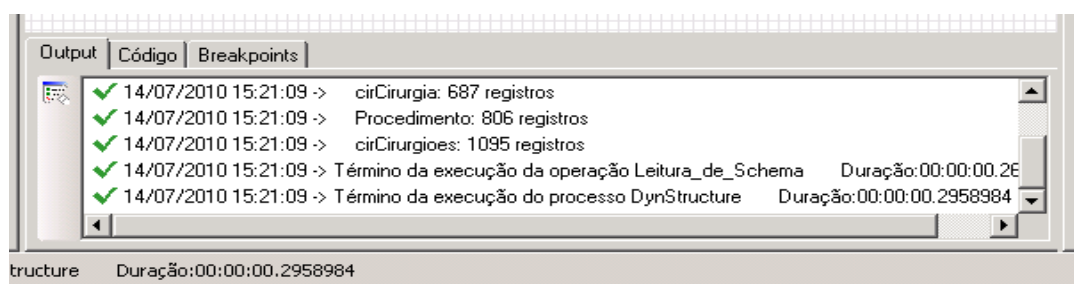 Output Código Breakpoints
14/07/2010 15:21:09 -> cirCirurgia: 687 registros
14/07/2010 15:21:09 -> Procedimento: 806 registros
14/07/2010 15:21:09 -> cirCirurgioes: 1095 registros
14/07/2010 15:21:09 -> Término da execução da operação Leitura_de_Schema Duração:00:00:00.26
14/07/2010 15:21:09 -> Término da execução do processo DynStructure Duração:00:00:00.2958984
tructure Duração:00:00:00.2958984